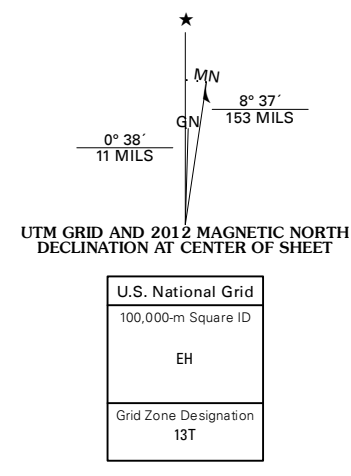 ★
MN
8° 37´
153 MILS
GN
0° 38´
11 MILS
UTM GRID AND 2012 MAGNETIC NORTH
DECLINATION AT CENTER OF SHEET
U.S. National Grid
100,000-m Square ID
EH
Grid Zone Designation
13T